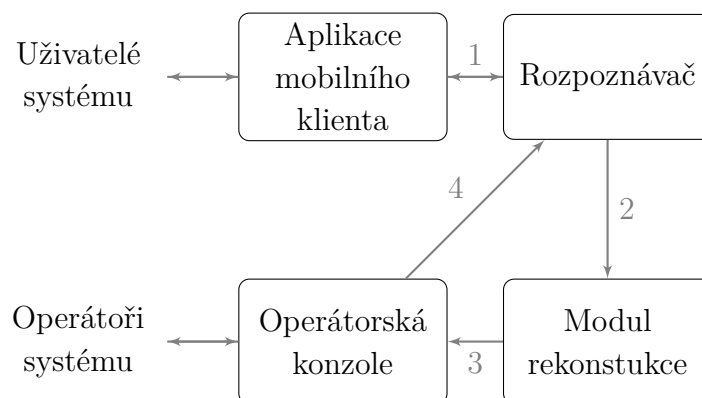 Uživatelé
systému
Aplikace
mobilního
klienta
1
Rozpoznávač
4
2
Operátoři
systému
Operátorská
konzole
3
Modul
rekonstukce